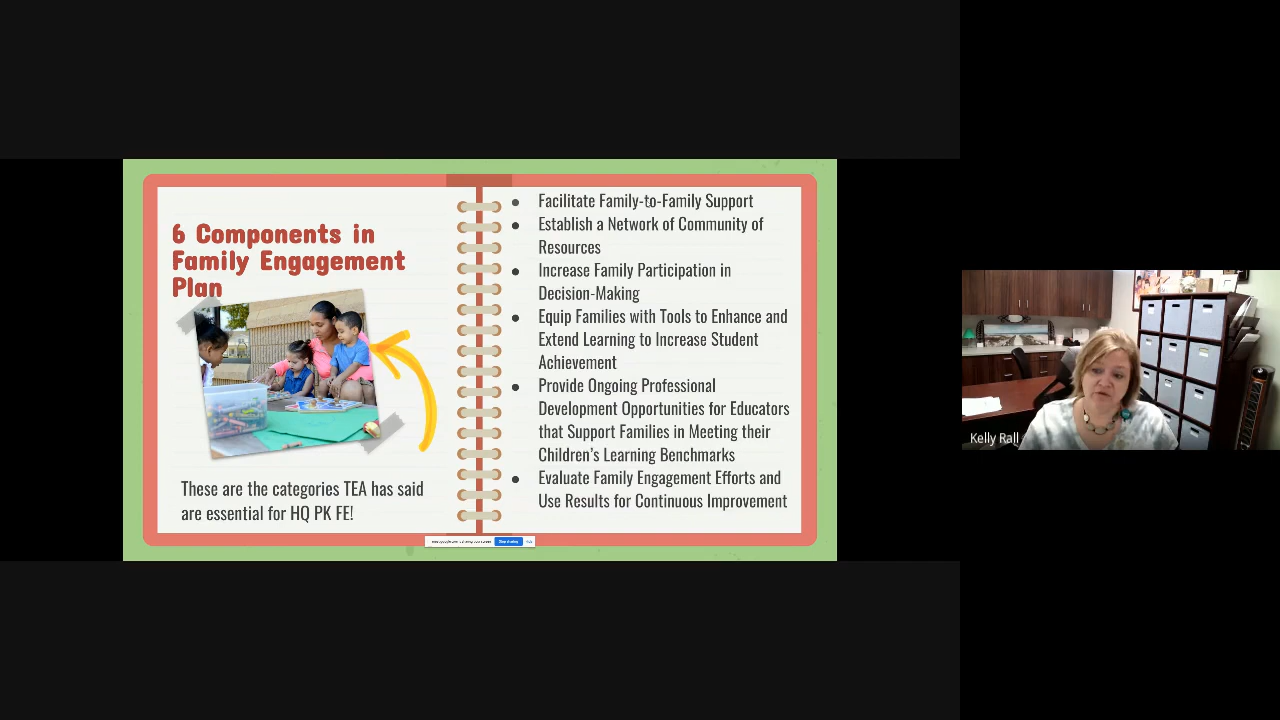 6 Components in
Family Engagement
Plan
These are the categories TEA has said
are essential for HQ PK FE!
Facilitate Family-to-Family Support
Establish a Network of Community of
Resources
Increase Family Participation in
Decision-Making
Equip Families with Tools to Enhance and
Extend Learning to Increase Student
Achievement
Provide Ongoing Professional
Development Opportunities for Educators
that Support Families in Meeting their
Children's Learning Benchmarks
Evaluate Family Engagement Efforts and
Use Results for Continuous Improvement
Stop sharing
Kelly Rall